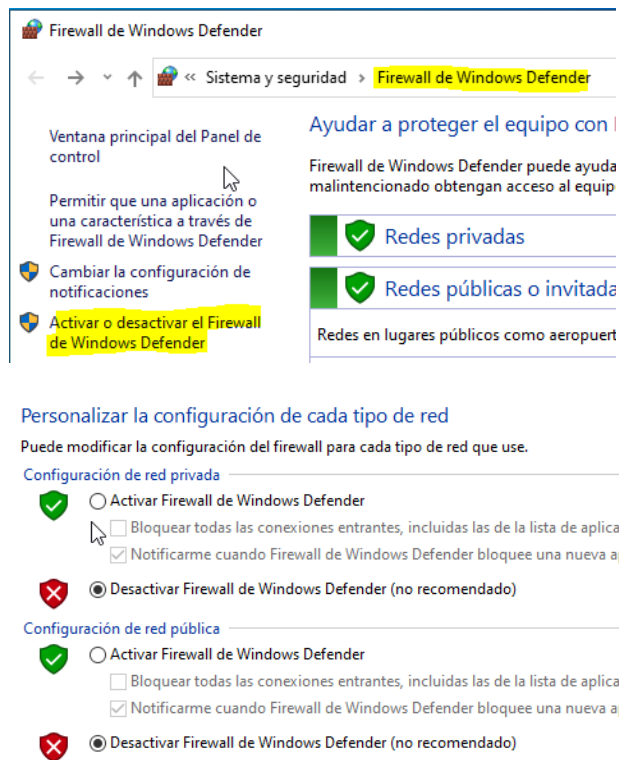 Firewall de Windows Defender
« Sistema y seguridad > Firewall de Windows Defender
Ventana principal del Panel de
control
Permitir que una aplicación o
una característica a través de
Firewall de Windows Defender
Cambiar la configuración de
notificaciones
Activar o desactivar el Firewall
de Windows Defender
Ayudar a proteger el equipo con
Firewall de Windows Defender puede ayuda
malintencionado obtengan acceso al equip
Redes privadas
Redes públicas o invitada
Redes en lugares públicos como aeropuert
Personalizar la configuración de cada tipo de red
Puede modificar la configuración del firewall para cada tipo de red que use.
Configuración de red privada
Activar Firewall de Windows Defender
Bloquear todas las conexiones entrantes, incluidas las de la lista de aplica
Notificarme cuando Firewall de Windows Defender bloquee una nueva a
Desactivar Firewall de Windows Defender (no recomendado)
Configuración de red pública
Activar Firewall de Windows Defender
Bloquear todas las conexiones entrantes, incluidas las de la lista de aplica
Notificarme cuando Firewall de Windows Defender bloquee una nueva a
Desactivar Firewall de Windows Defender (no recomendado)